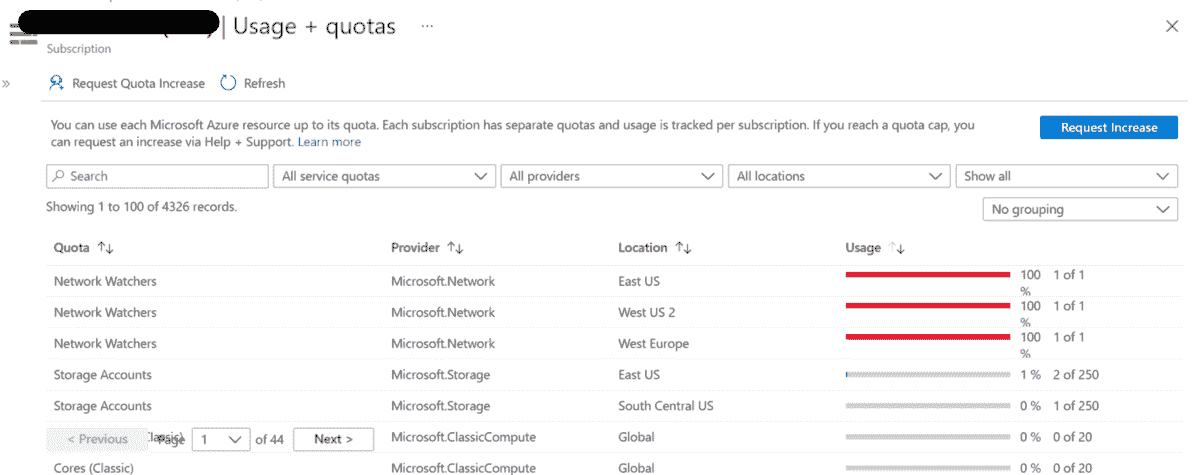 | Usage + quotas ...
Subscription
» Request Quota Increase Refresh
You can use each Microsoft Azure resource up to its quota. Each subscription has separate quotas and usage is tracked per subscription. If you reach a quota cap, you
can request an increase via Help + Support. Learn more
Request Increase
Search All service quotas All providers All locations Show all
Showing 1 to 100 of 4326 records.
No grouping
Quota ↑↓ Provider ↑↓ Location ↑↓ Usage ↑↓
Network Watchers Microsoft.Network East US 100 % 1 of 1
Network Watchers Microsoft.Network West US 2 100 % 1 of 1
Network Watchers Microsoft.Network West Europe 100 % 1 of 1
Storage Accounts Microsoft.Storage East US 1 % 2 of 250
Storage Accounts Microsoft.Storage South Central US 0 % 1 of 250
(Classic) Microsoft.ClassicCompute Global 0 % 0 of 20
< Previous Page 1 of 44 Next >
Cores (Classic) Microsoft.ClassicCompute Global 0 % 0 of 20